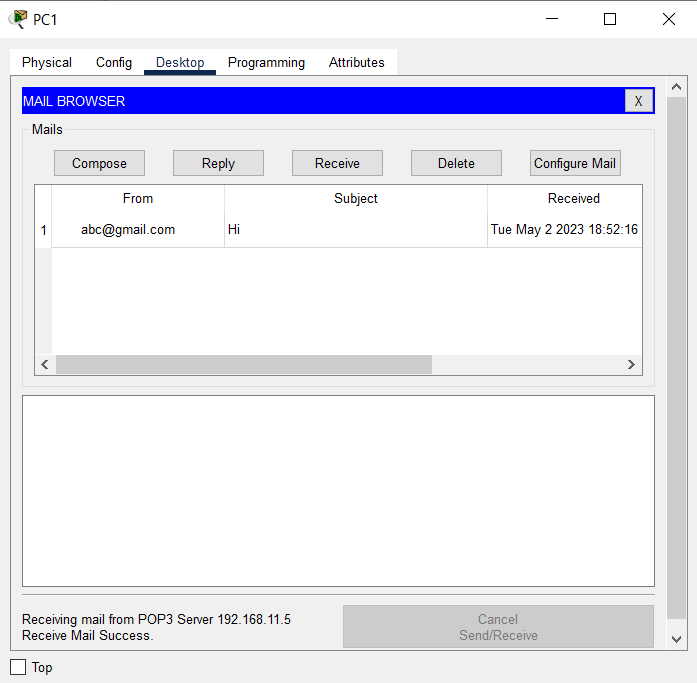 PC1
Physical Config Desktop Programming Attributes
MAIL BROWSER X
Mails
Compose Reply Receive Delete Configure Mail
From Subject Received
1 abc@gmail.com Hi Tue May 2 2023 18:52:16
Receiving mail from POP3 Server 192.168.11.5
Receive Mail Success.
Cancel
Send/Receive
Top